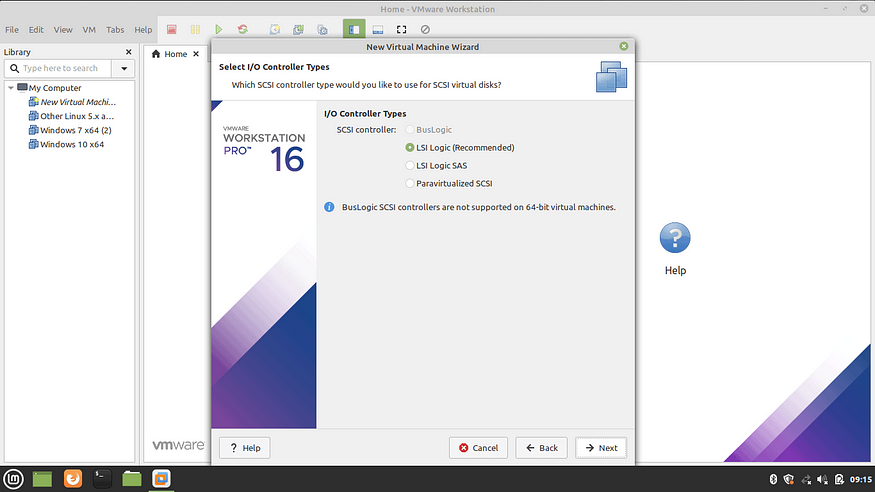 Home - VMware Workstation
File Edit View VM Tabs Help
Library
Type here to search
My Computer
New Virtual Machi...
Other Linux 5.x a...
Windows 7 x64 (2)
Windows 10 x64
Home
New Virtual Machine Wizard
Select I/O Controller Types
Which SCSI controller type would you like to use for SCSI virtual disks?
VMWARE
WORKSTATION
PRO™ 16
I/O Controller Types
SCSI controller: BusLogic
LSI Logic (Recommended)
LSI Logic SAS
Paravirtualized SCSI
BusLogic SCSI controllers are not supported on 64-bit virtual machines.
Help
vmware
? Help Cancel Back Next
09:15